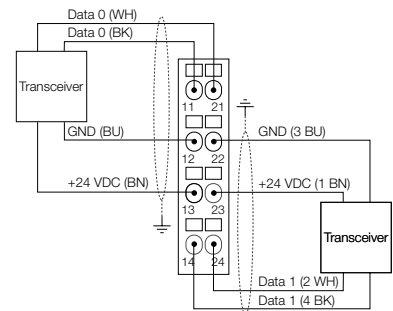 Data 0 (WH)
Data 0 (BK)
Transceiver
11 21
GND (BU)
GND (3 BU)
12 22
+24 VDC (BN)
+24 VDC (1 BN)
13 23
Transceiver
14 24
Data 1 (2 WH)
Data 1 (4 BK)